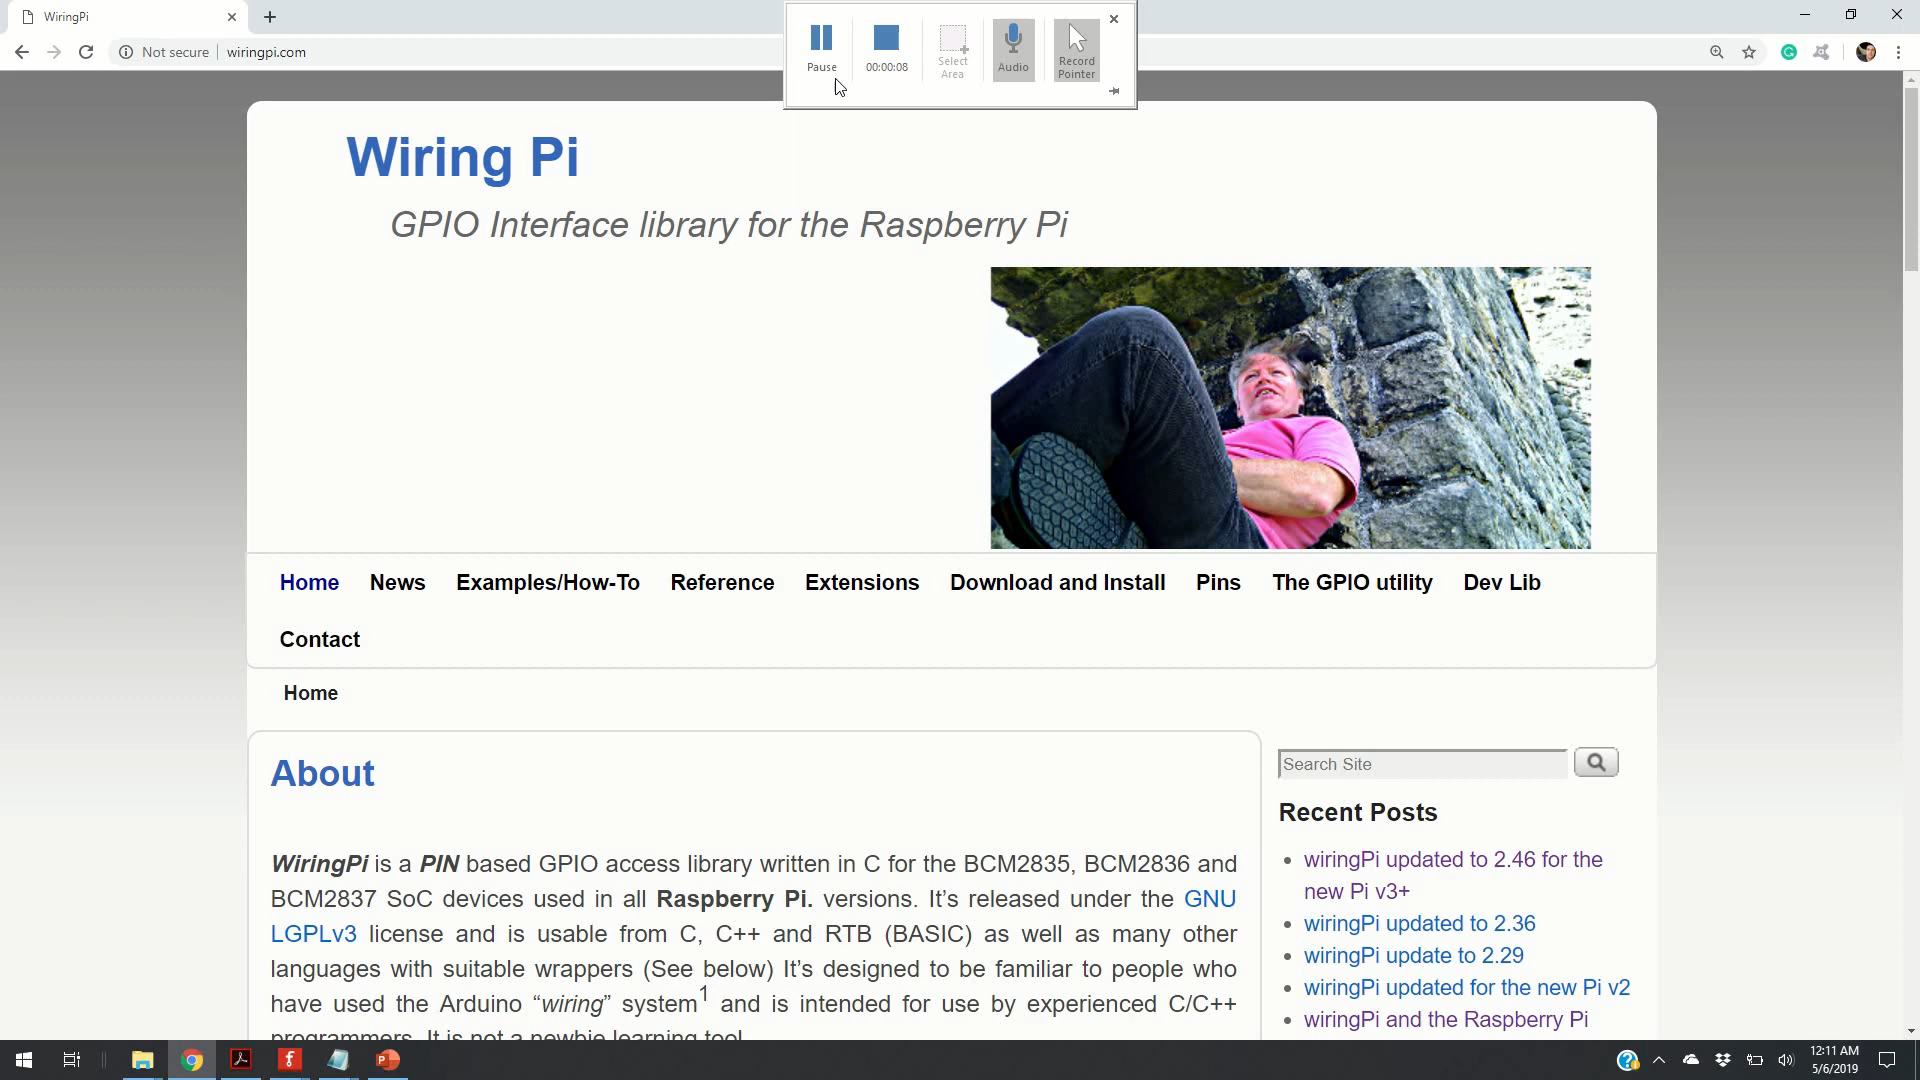 WiringPi
Not secure
wiringpi.com
Pause
00:00:08
Select
Area
Audio
Record
Pointer
Wiring Pi
GPIO Interface library for the Raspberry Pi
Home News Examples/How-To Reference Extensions Download and Install Pins The GPIO utility Dev Lib
Contact
Home
About
WiringPi is a PIN based GPIO access library written in C for the BCM2835, BCM2836 and
BCM2837 SoC devices used in all Raspberry Pi. versions. It’s released under the GNU
LGPLv3 license and is usable from C, C++ and RTB (BASIC) as well as many other
languages with suitable wrappers (See below) It’s designed to be familiar to people who
have used the Arduino “wiring” system1 and is intended for use by experienced C/C++
programmers. It is not a newbie learning tool.
Search Site
Recent Posts
wiringPi updated to 2.46 for the
new Pi v3+
wiringPi updated to 2.36
wiringPi update to 2.29
wiringPi updated for the new Pi v2
wiringPi and the Raspberry Pi
12:11 AM
5/6/2019